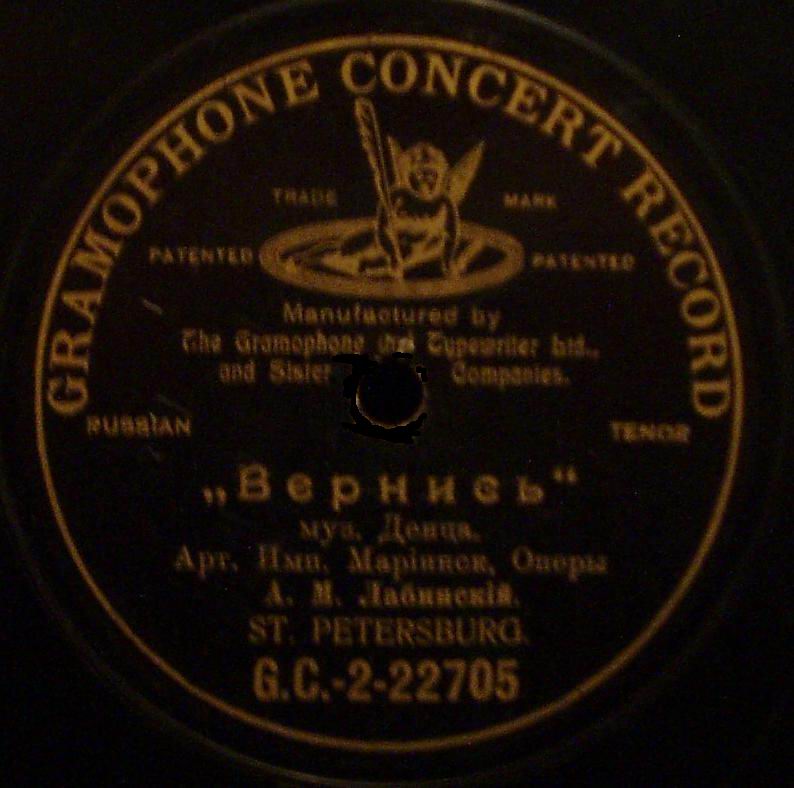 GRAMOPHONE CONCERT RECORD
TRADE MARK
PATENTED PATENTED
Manufactured by
The Gramophone and Typewriter Ltd.,
and Sister Companies.
RUSSIAN TENOR
„Вернись“
муз. Денца.
Арт. Имп. Маріинск. Оперы
А. М. Лабинскій.
ST. PETERSBURG.
G.C.-2-22705